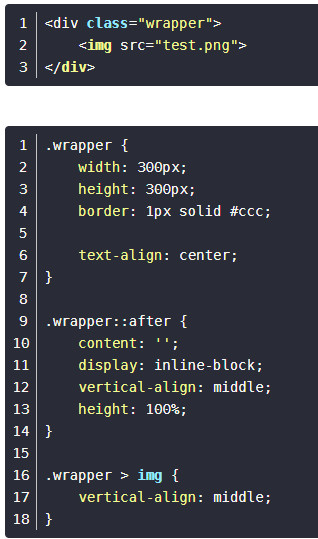 1 <div class="wrapper">
2     <img src="test.png">
3 </div>
1 .wrapper {
2     width: 300px;
3     height: 300px;
4     border: 1px solid #ccc;
5
6     text-align: center;
7 }
8
9 .wrapper::after {
10     content: '';
11     display: inline-block;
12     vertical-align: middle;
13     height: 100%;
14 }
15
16 .wrapper > img {
17     vertical-align: middle;
18 }